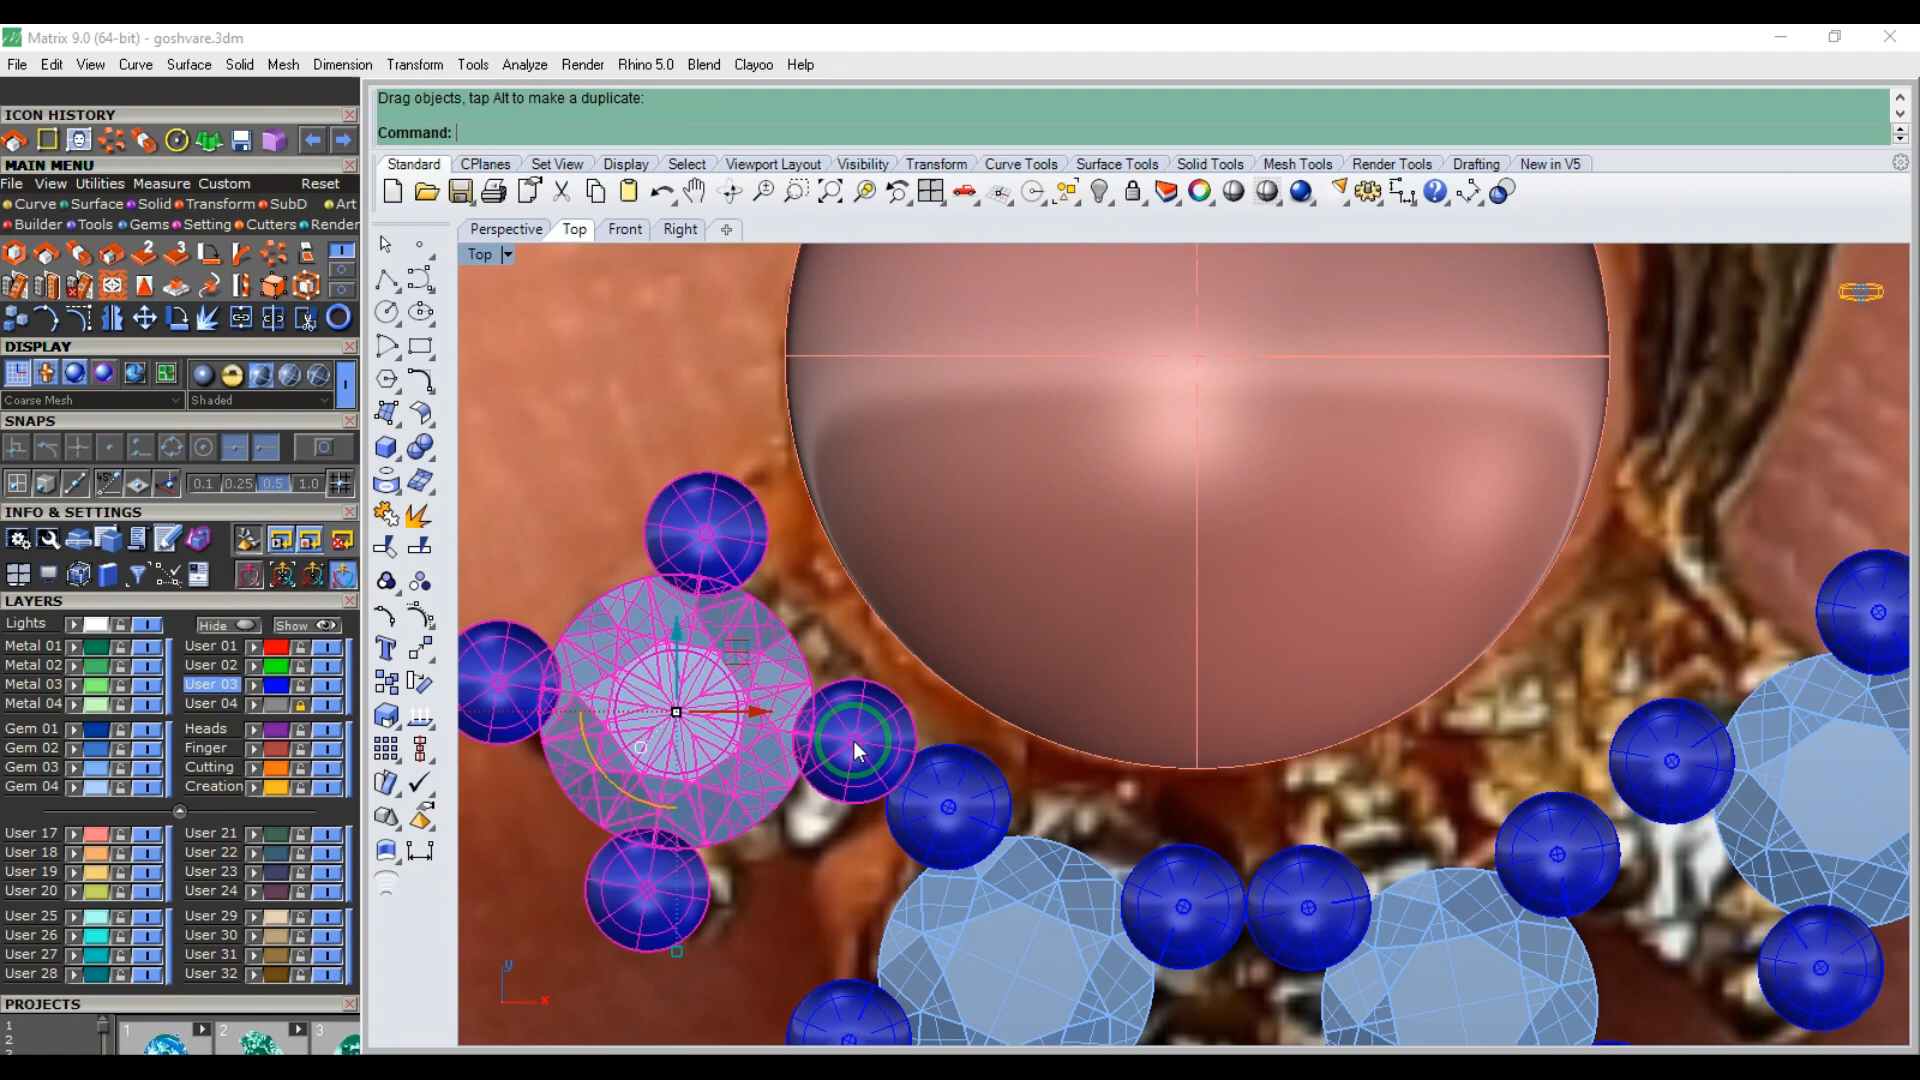 Matrix 9.0 (64-bit) - goshvare.3dm
File Edit View Curve Surface Solid Mesh Dimension Transform Tools Analyze Render Rhino 5.0 Blend Clayoo Help
ICON HISTORY
MAIN MENU
File View Utilities Measure Custom Reset
Curve Surface Solid Transform SubD Art
Builder Tools Gems Setting Cutters Render
2 3
DISPLAY
Coarse Mesh Shaded
SNAPS
45°
0.1 0.25 0.5 1.0
INFO & SETTINGS
LAYERS
Lights Hide Show
Metal 01 User 01
Metal 02 User 02
Metal 03 User 03
Metal 04 User 04
Gem 01 Heads
Gem 02 Finger
Gem 03 Cutting
Gem 04 Creation
User 17 User 21
User 18 User 22
User 19 User 23
User 20 User 24
User 25 User 29
User 26 User 30
User 27 User 31
User 28 User 32
PROJECTS
1
2
1 2 3
Drag objects, tap Alt to make a duplicate:
Command:
Standard CPlanes Set View Display Select Viewport Layout Visibility Transform Curve Tools Surface Tools Solid Tools Mesh Tools Render Tools Drafting New in V5
Perspective Top Front Right
Top
y
x